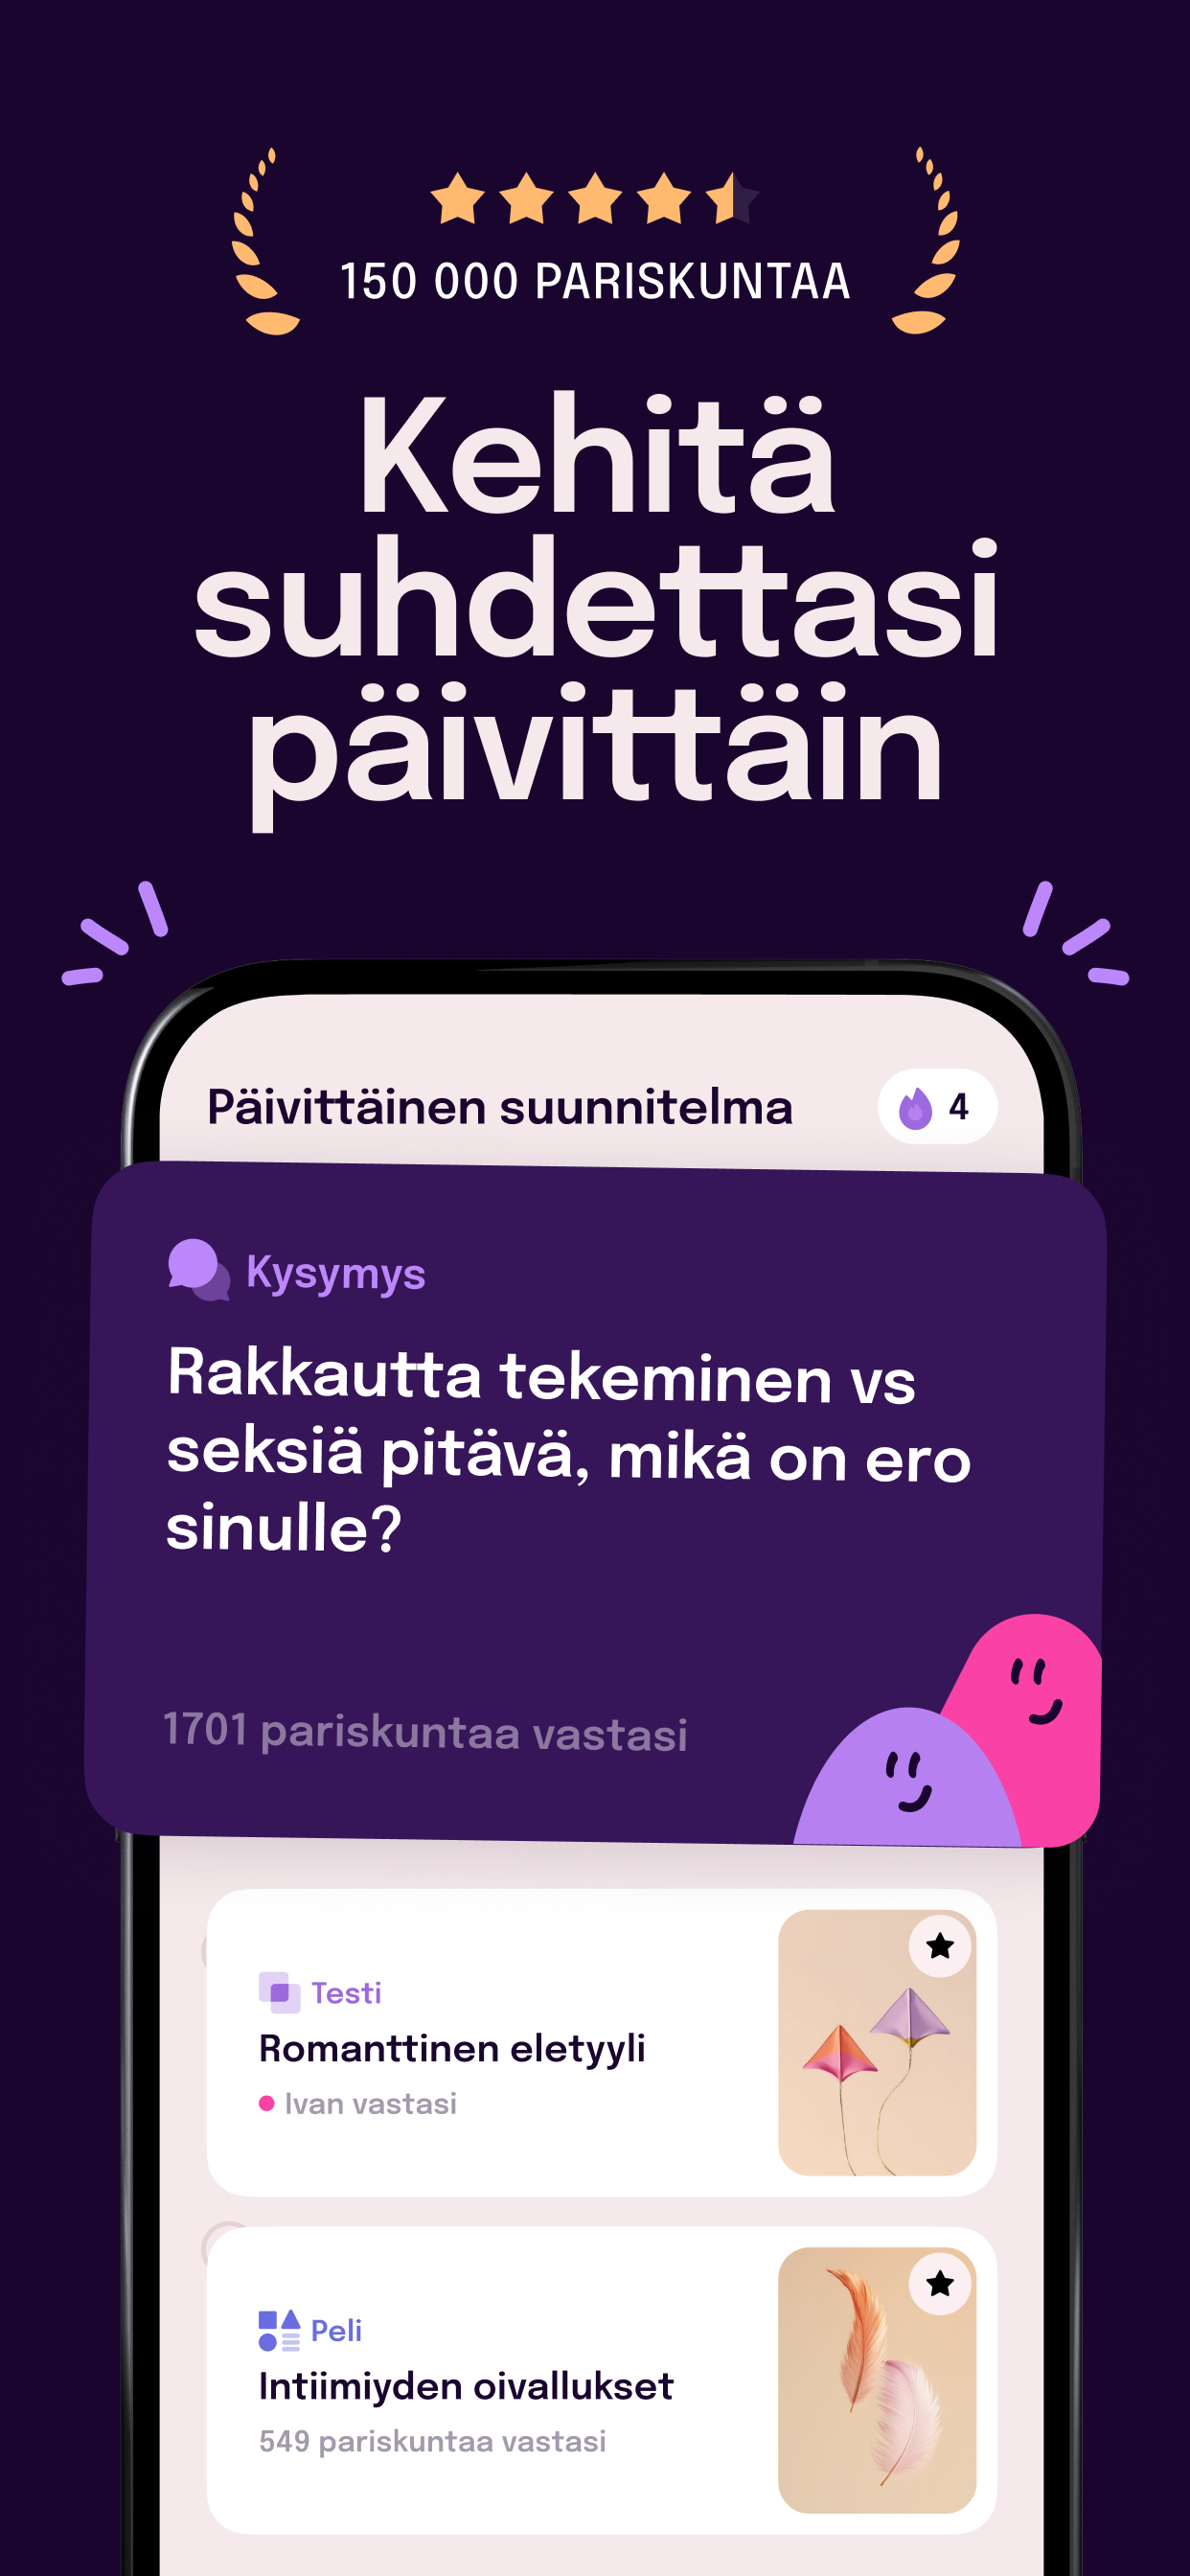 150 000 PARISKUNTAA
Kehitä
suhdettasi
päivittäin
Päivittäinen suunnitelma
4
Kysymys
Rakkautta tekeminen vs
seksiä pitävä, mikä on ero
sinulle?
1701 pariskuntaa vastasi
Testi
Romanttinen eletyyli
Ivan vastasi
Peli
Intiimiyden oivallukset
549 pariskuntaa vastasi